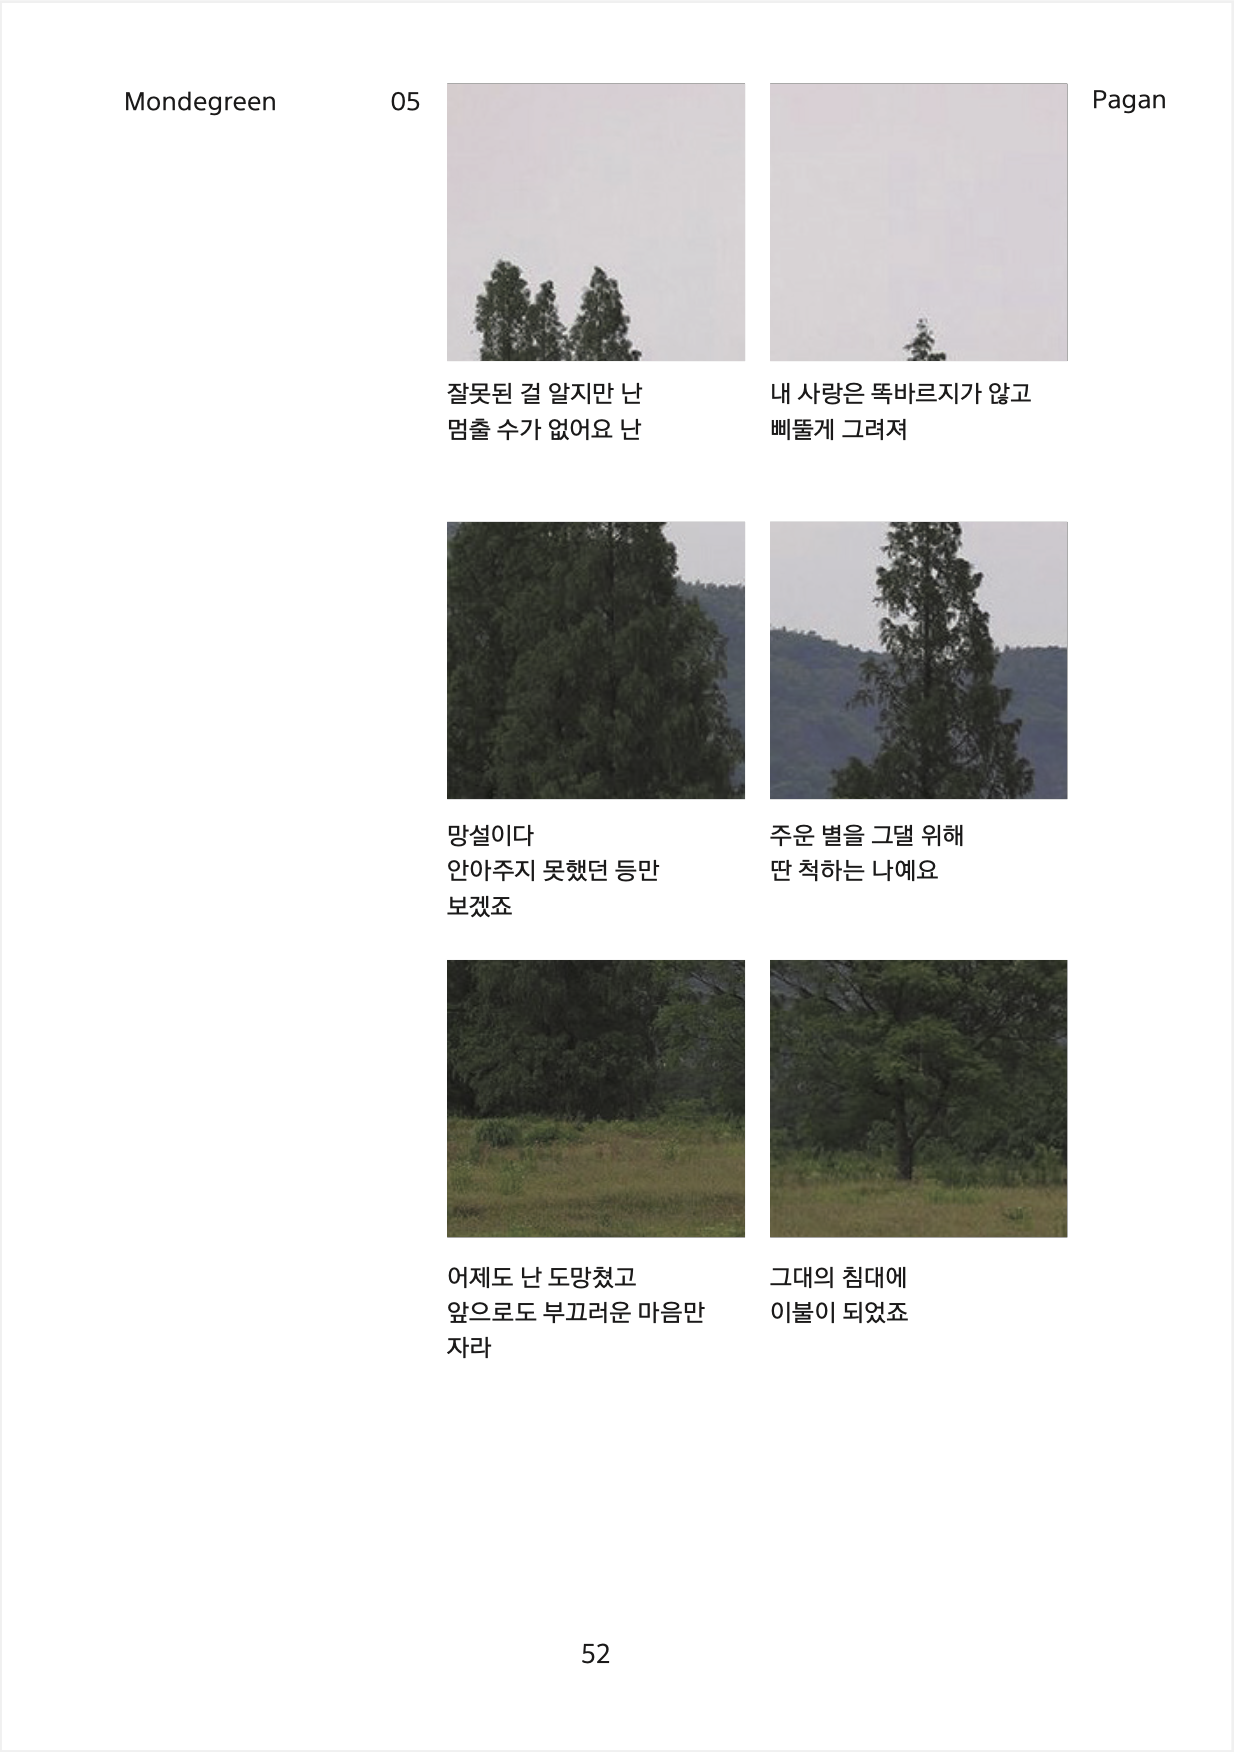 Mondegreen
05
Pagan
잘못된 걸 알지만 난
멈출 수가 없어요 난
내 사랑은 똑바르지가 않고
삐뚤게 그려져
망설이다
안아주지 못했던 등만
보겠죠
주운 별을 그댈 위해
딴 척하는 나예요
어제도 난 도망쳤고
앞으로도 부끄러운 마음만
자라
그대의 침대에
이불이 되었죠
52